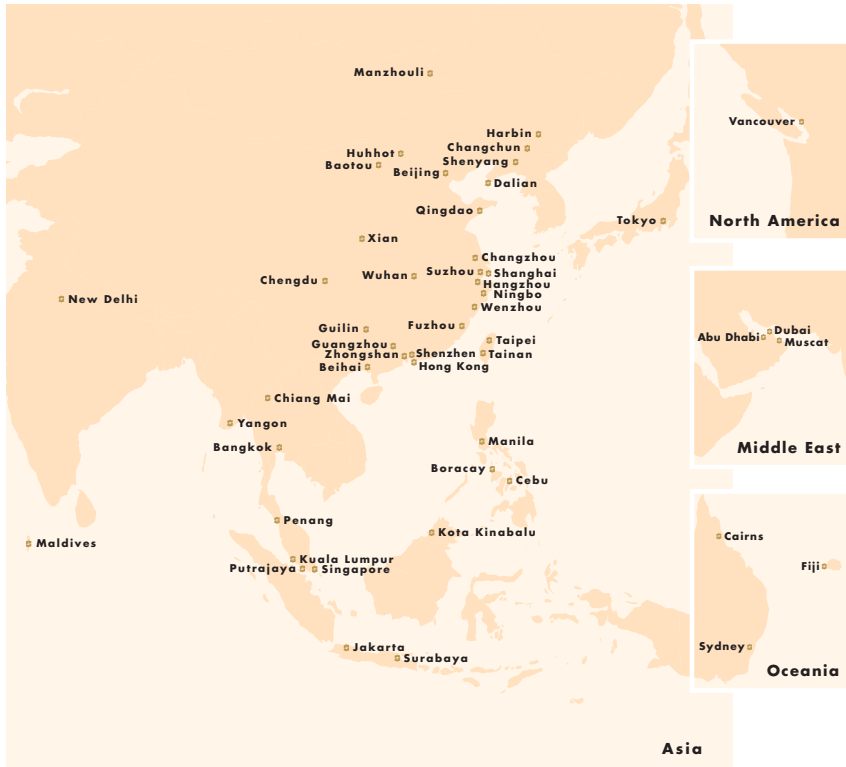 Manzhouli
Vancouver
Harbin
Changchun
Huhhot
Shenyang
Baotou
Beijing
Dalian
Qingdao
Tokyo
North America
Xian
Changzhou
Suzhou
Shanghai
Wuhan
Chengdu
Hangzhou
Ningbo
New Delhi
Wenzhou
Fuzhou
Guilin
Dubai
Abu Dhabi
Muscat
Taipei
Guangzhou
Zhongshan
Shenzhen
Tainan
Hong Kong
Beihai
Chiang Mai
Yangon
Manila
Bangkok
Middle East
Boracay
Cebu
Penang
Kota Kinabalu
Cairns
Maldives
Kuala Lumpur
Fiji
Putrajaya
Singapore
Jakarta
Sydney
Surabaya
Oceania
Asia